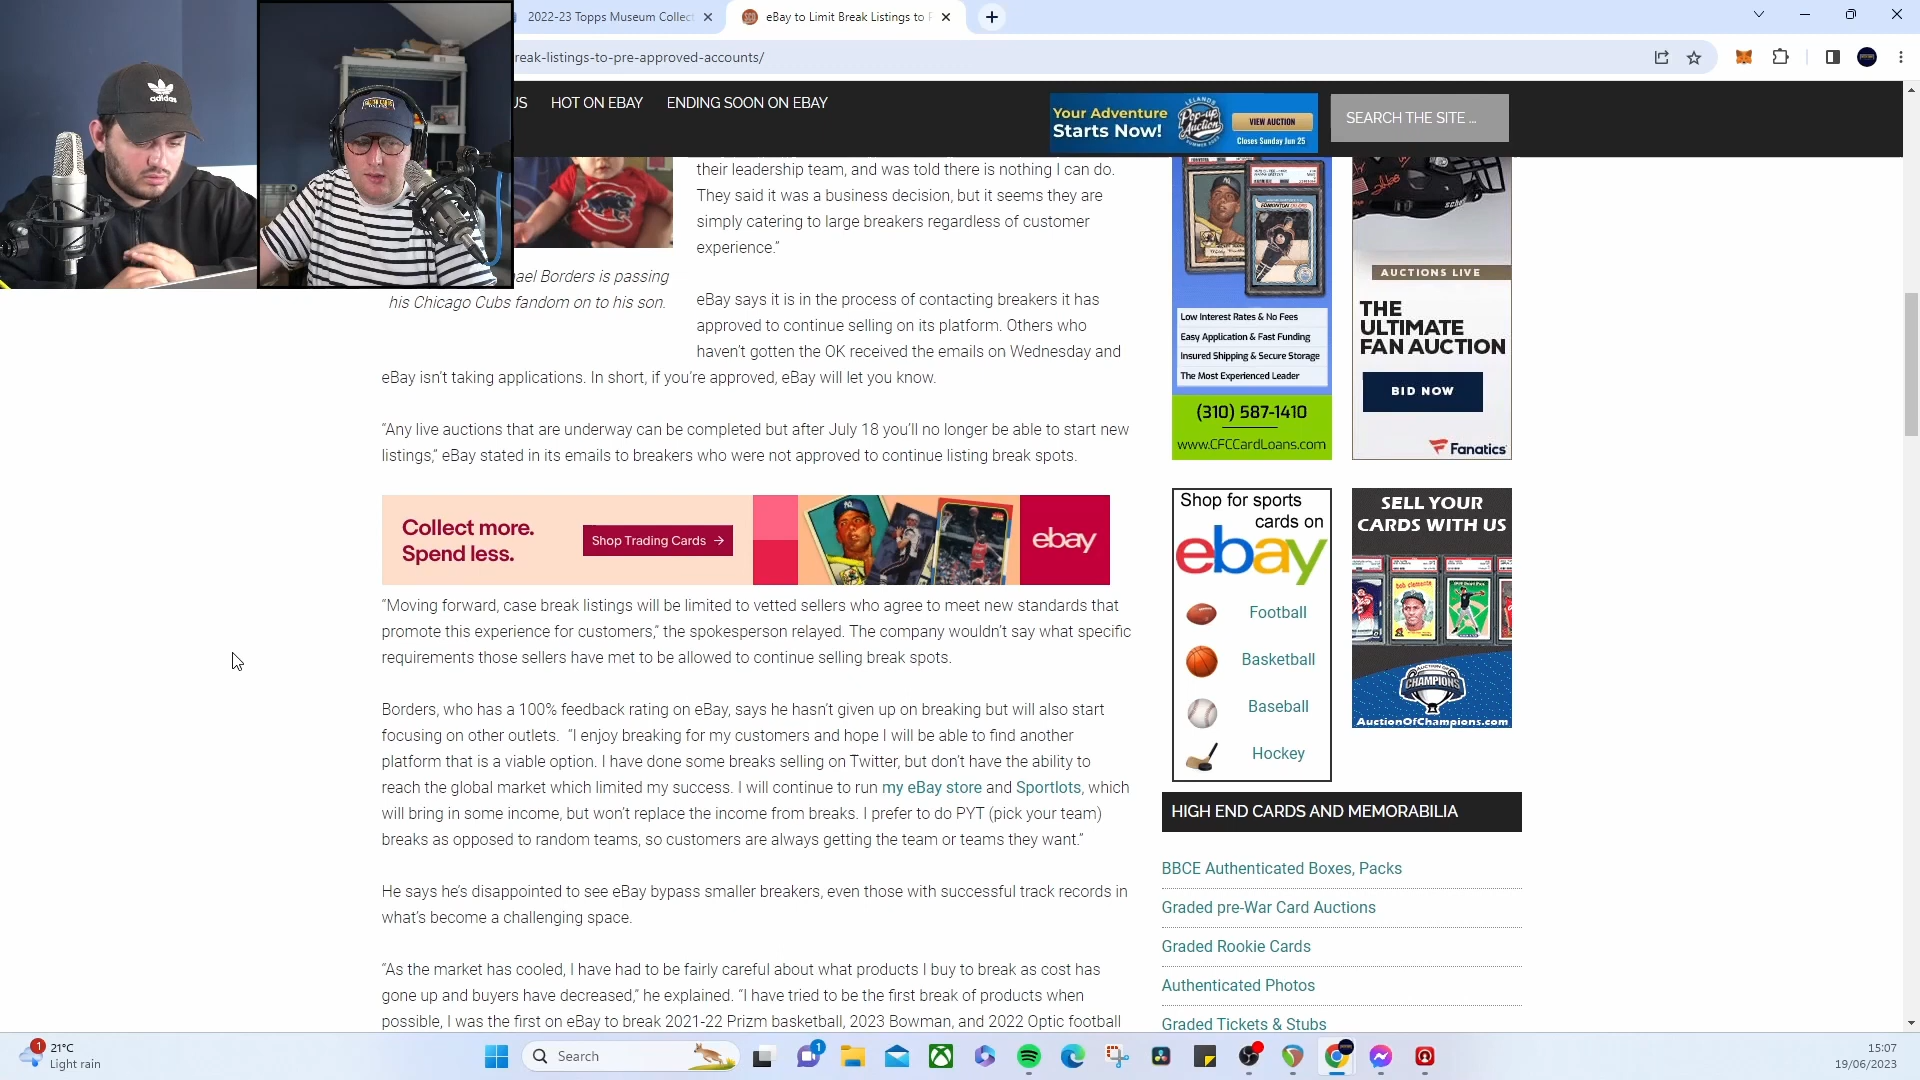 2022-23 Topps Museum Collect
eBay to Limit Break Listings to P
reak-listings-to-pre-approved-accounts/
US
HOT ON EBAY
ENDING SOON ON EBAY
Your Adventure
Starts Now!
LELANDS
Pop-up
Auction
VIEW AUCTION
Closes Sunday Jun 25
SEARCH THE SITE ...
adidas
their leadership team, and was told there is nothing I can do.
They said it was a business decision, but it seems they are
simply catering to large breakers regardless of customer
experience.”
ael Borders is passing
his Chicago Cubs fandom on to his son.
eBay says it is in the process of contacting breakers it has
approved to continue selling on its platform. Others who
haven’t gotten the OK received the emails on Wednesday and
eBay isn’t taking applications. In short, if you’re approved, eBay will let you know.
“Any live auctions that are underway can be completed but after July 18 you’ll no longer be able to start new
listings,” eBay stated in its emails to breakers who were not approved to continue listing break spots.
Collect more.
Spend less.
Shop Trading Cards →
ebay
“Moving forward, case break listings will be limited to vetted sellers who agree to meet new standards that
promote this experience for customers,” the spokesperson relayed. The company wouldn’t say what specific
requirements those sellers have met to be allowed to continue selling break spots.
Borders, who has a 100% feedback rating on eBay, says he hasn’t given up on breaking but will also start
focusing on other outlets.  “I enjoy breaking for my customers and hope I will be able to find another
platform that is a viable option. I have done some breaks selling on Twitter, but don’t have the ability to
reach the global market which limited my success. I will continue to run my eBay store and Sportlots, which
will bring in some income, but won’t replace the income from breaks. I prefer to do PYT (pick your team)
breaks as opposed to random teams, so customers are always getting the team or teams they want.”
He says he’s disappointed to see eBay bypass smaller breakers, even those with successful track records in
what’s become a challenging space.
“As the market has cooled, I have had to be fairly careful about what products I buy to break as cost has
gone up and buyers have decreased,” he explained. “I have tried to be the first break of products when
possible, I was the first on eBay to break 2021-22 Prizm basketball, 2023 Bowman, and 2022 Optic football
EDMONTON OILERS
Low Interest Rates & No Fees
Easy Application & Fast Funding
Insured Shipping & Secure Storage
The Most Experienced Leader
(310) 587-1410
www.CFCCardLoans.com
AUCTIONS LIVE
THE
ULTIMATE
FAN AUCTION
BID NOW
Fanatics
Shop for sports
cards on
ebay
Football
Basketball
Baseball
Hockey
SELL YOUR
CARDS WITH US
bob clemente
AUCTION OF
CHAMPIONS
AuctionOfChampions.com
HIGH END CARDS AND MEMORABILIA
BBCE Authenticated Boxes, Packs
Graded pre-War Card Auctions
Graded Rookie Cards
Authenticated Photos
Graded Tickets & Stubs
1
21°C
Light rain
Search
1
15:07
19/06/2023